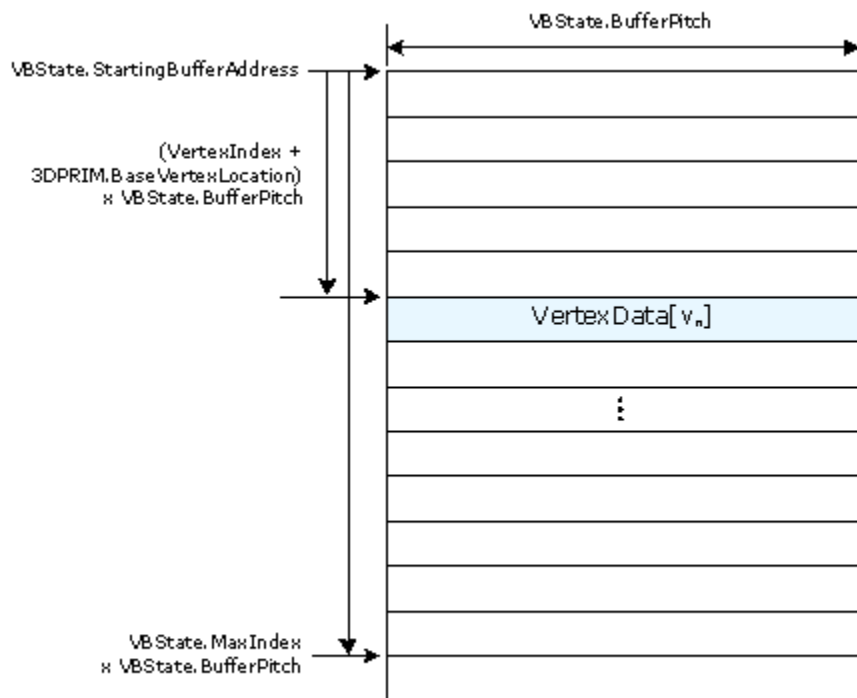 VBState.BufferPitch
VBState.StartingBufferAddress
(VertexIndex +
3DPRIM.BaseVertexLocation)
x VBState.BufferPitch
VertexData[vₙ]
⋮
VBState.MaxIndex
x VBState.BufferPitch